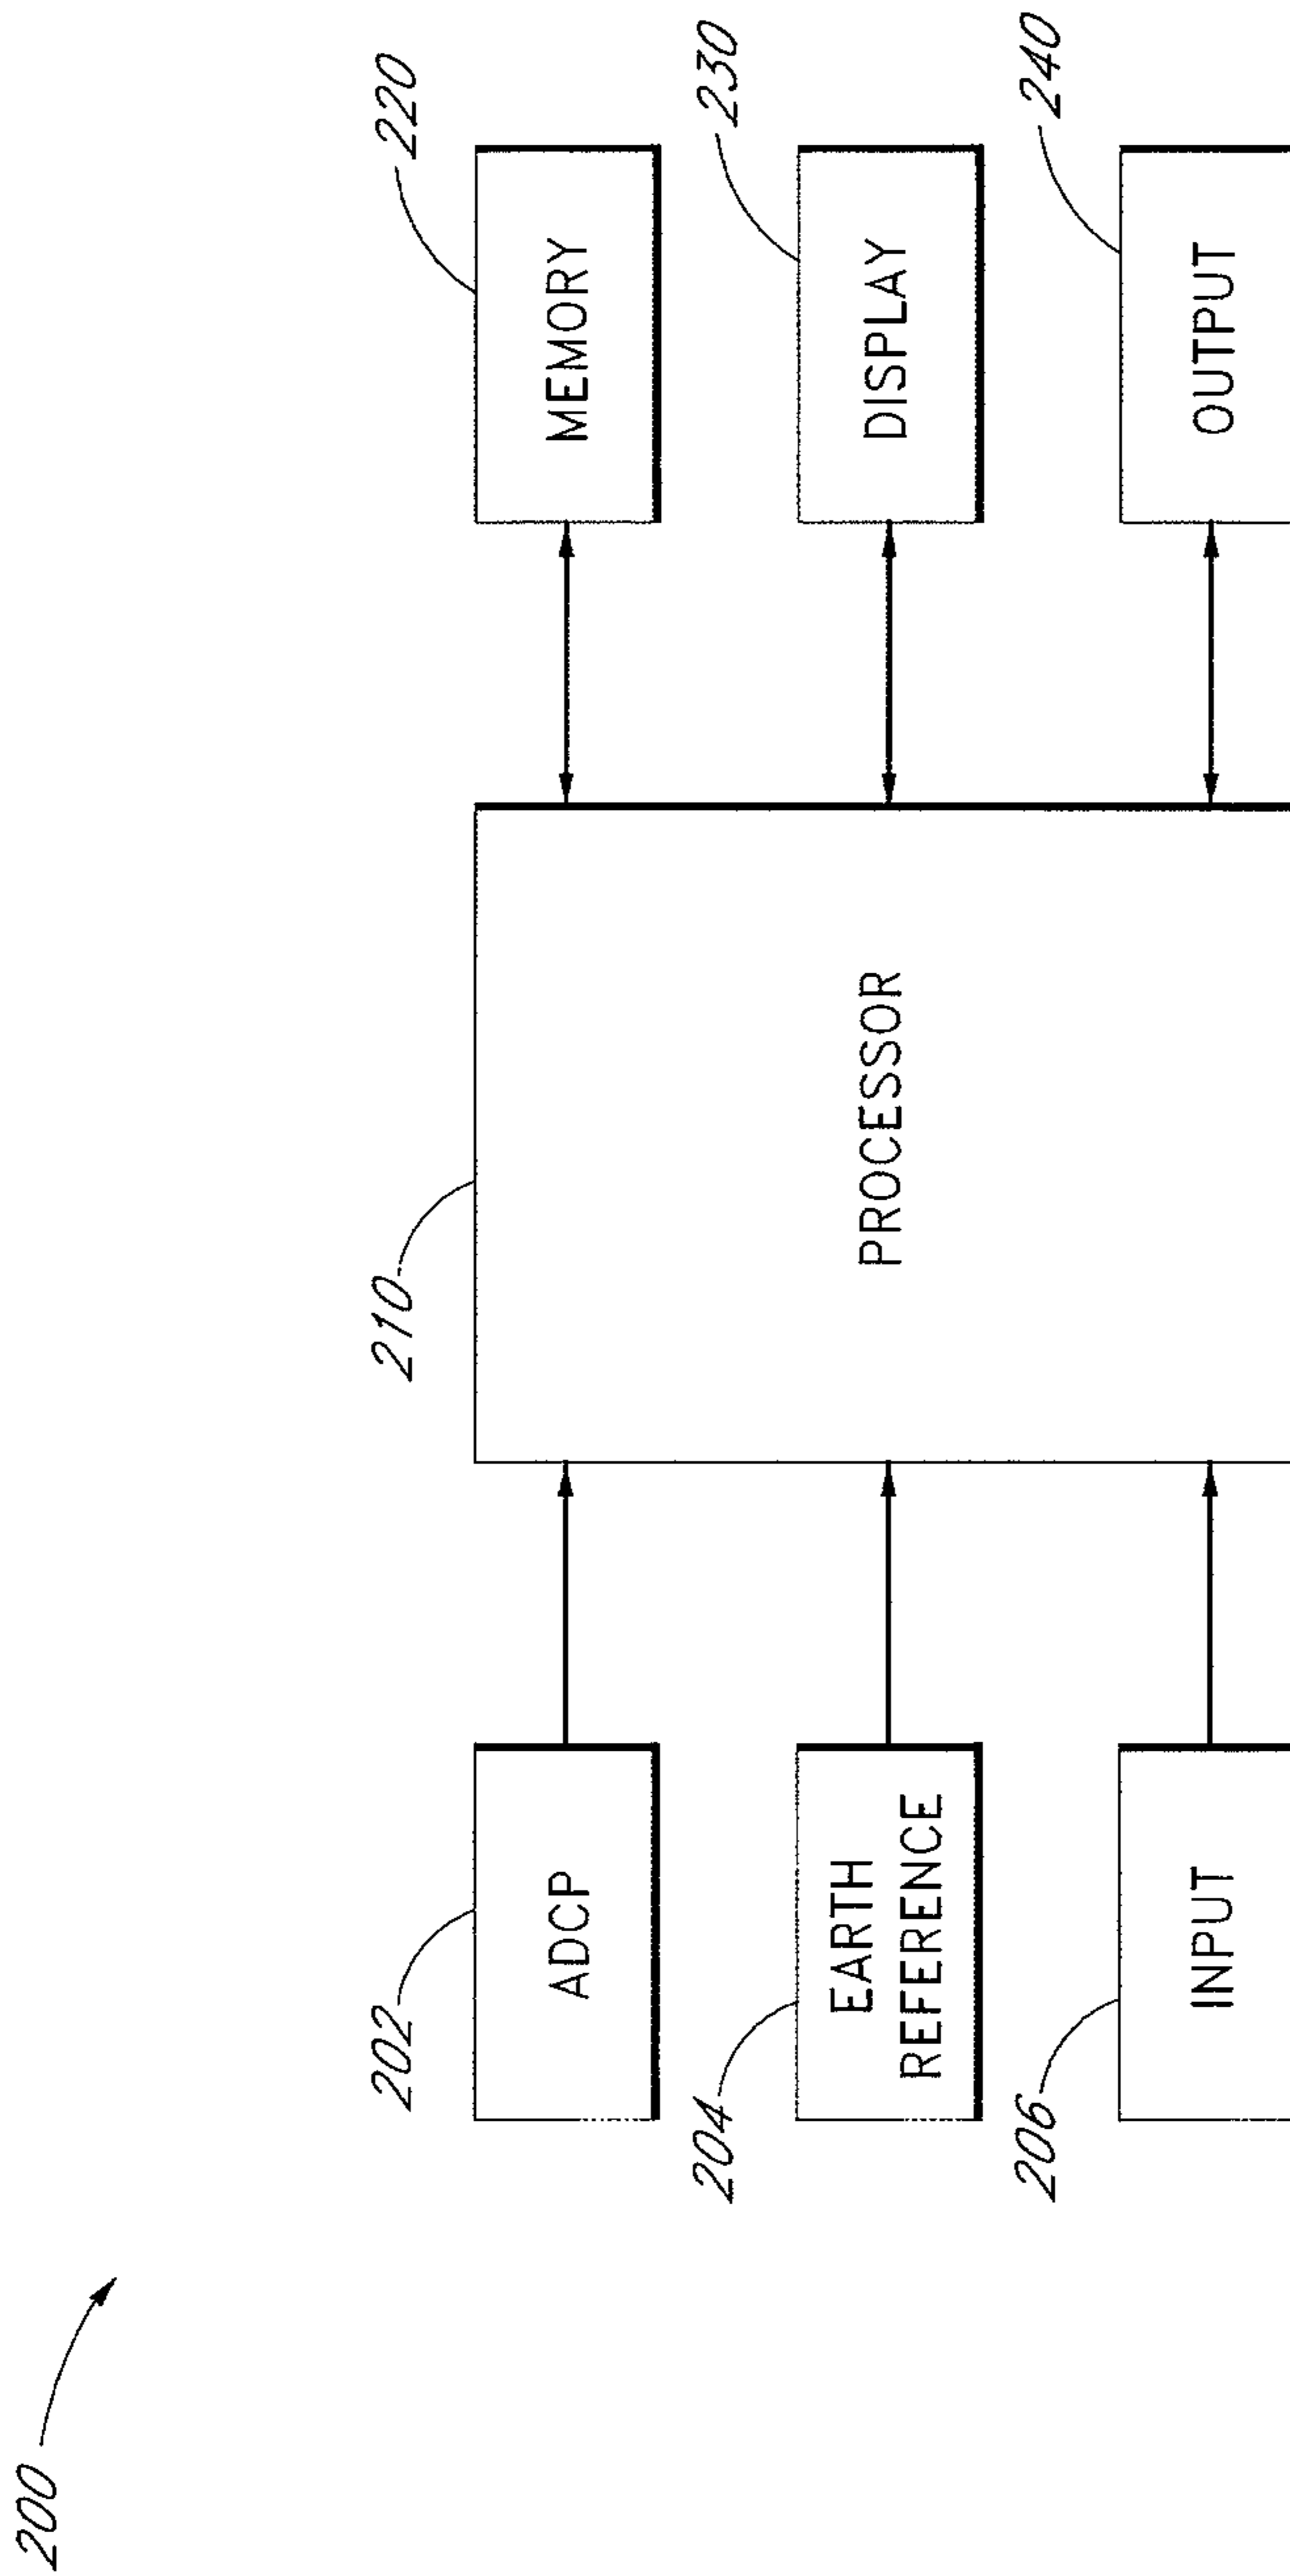 200
202
ADCP
204
EARTH
REFERENCE
206
INPUT
210
PROCESSOR
220
MEMORY
230
DISPLAY
240
OUTPUT